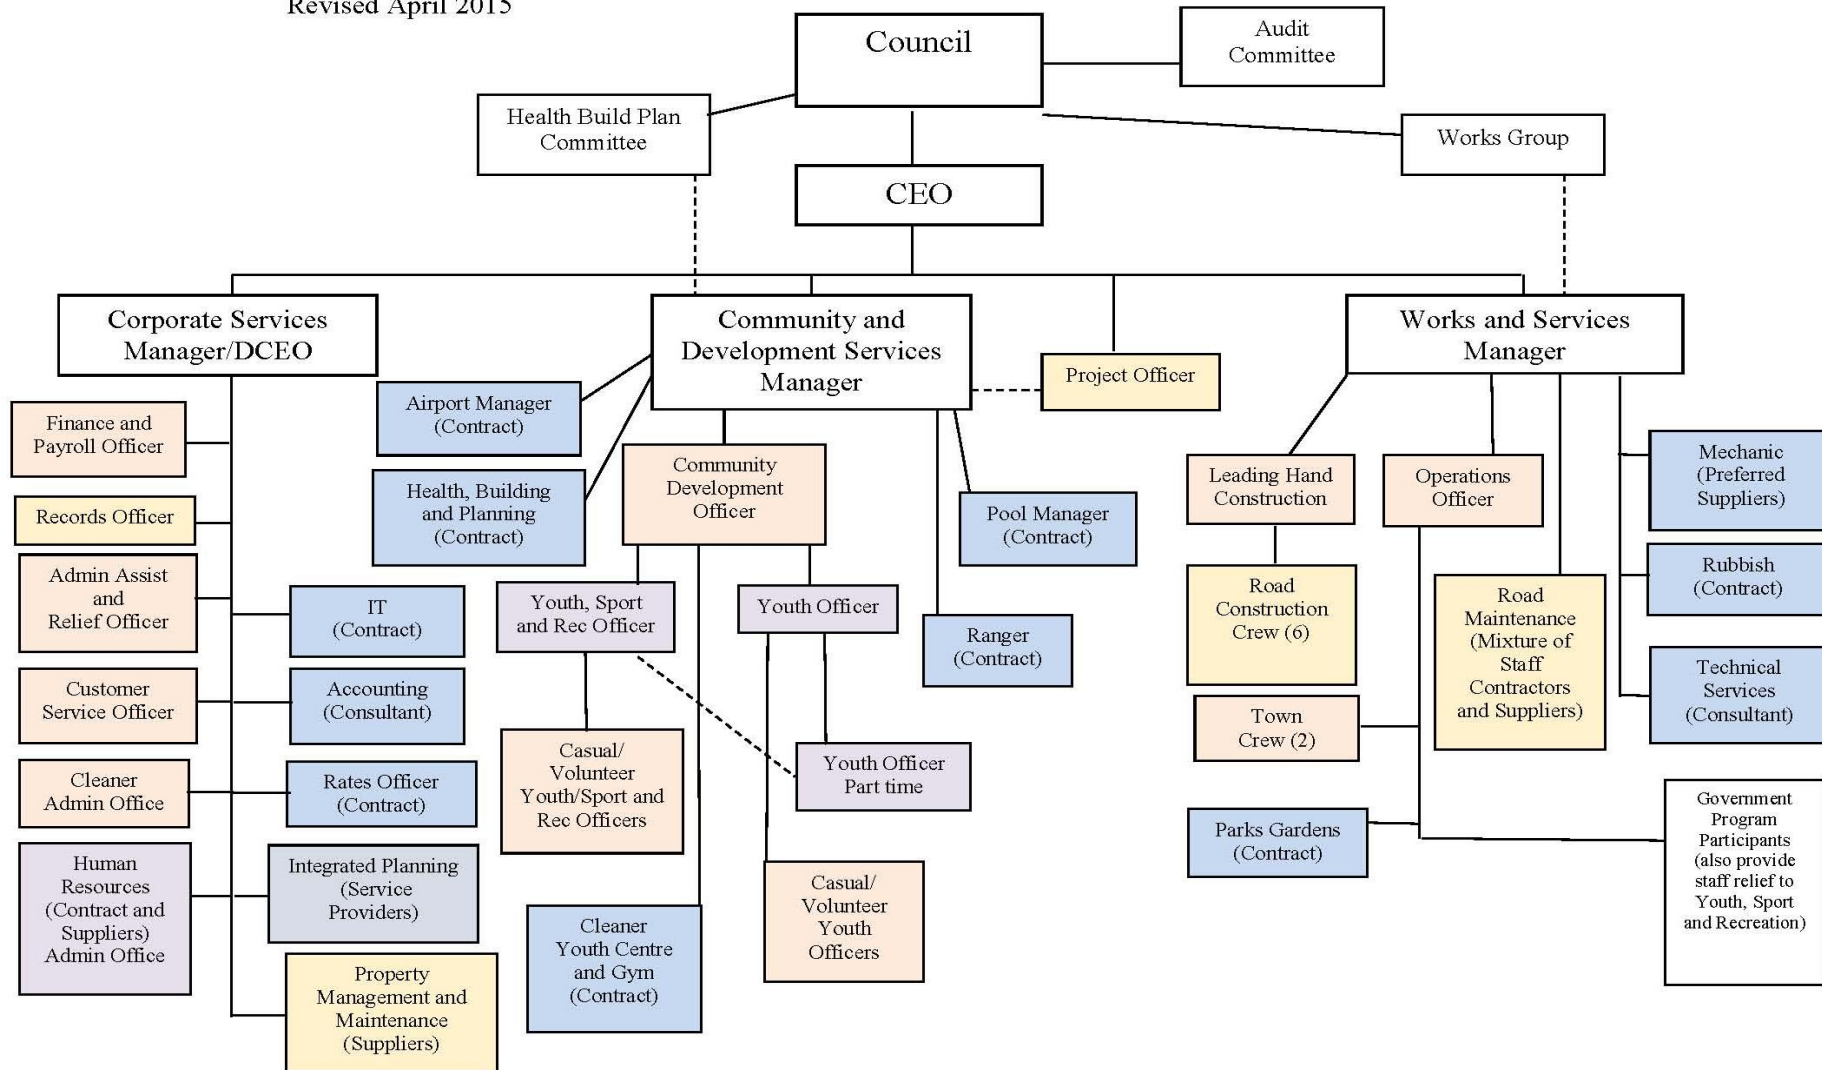 Revised April 2015
Council
Audit
Committee
Health Build Plan
Committee
Works Group
CEO
Corporate Services
Manager/DCEO
Community and
Development Services
Manager
Works and Services
Manager
Project Officer
Finance and
Payroll Officer
Records Officer
Admin Assist
and
Relief Officer
Customer
Service Officer
Cleaner
Admin Office
Human
Resources
(Contract and
Suppliers)
Admin Office
IT
(Contract)
Accounting
(Consultant)
Rates Officer
(Contract)
Integrated Planning
(Service
Providers)
Property
Management and
Maintenance
(Suppliers)
Airport Manager
(Contract)
Health, Building
and Planning
(Contract)
Community
Development
Officer
Pool Manager
(Contract)
Youth, Sport
and Rec Officer
Youth Officer
Ranger
(Contract)
Casual/
Volunteer
Youth/Sport and
Rec Officers
Youth Officer
Part time
Cleaner
Youth Centre
and Gym
(Contract)
Casual/
Volunteer
Youth
Officers
Leading Hand
Construction
Operations
Officer
Road
Construction
Crew (6)
Road
Maintenance
(Mixture of
Staff
Contractors
and Suppliers)
Town
Crew (2)
Parks Gardens
(Contract)
Mechanic
(Preferred
Suppliers)
Rubbish
(Contract)
Technical
Services
(Consultant)
Government
Program
Participants
(also provide
staff relief to
Youth, Sport
and Recreation)